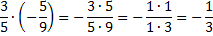 3/5 · (−5/9) = − 3 · 5/5 · 9 = − 1 · 1/1 · 3 = − 1/3